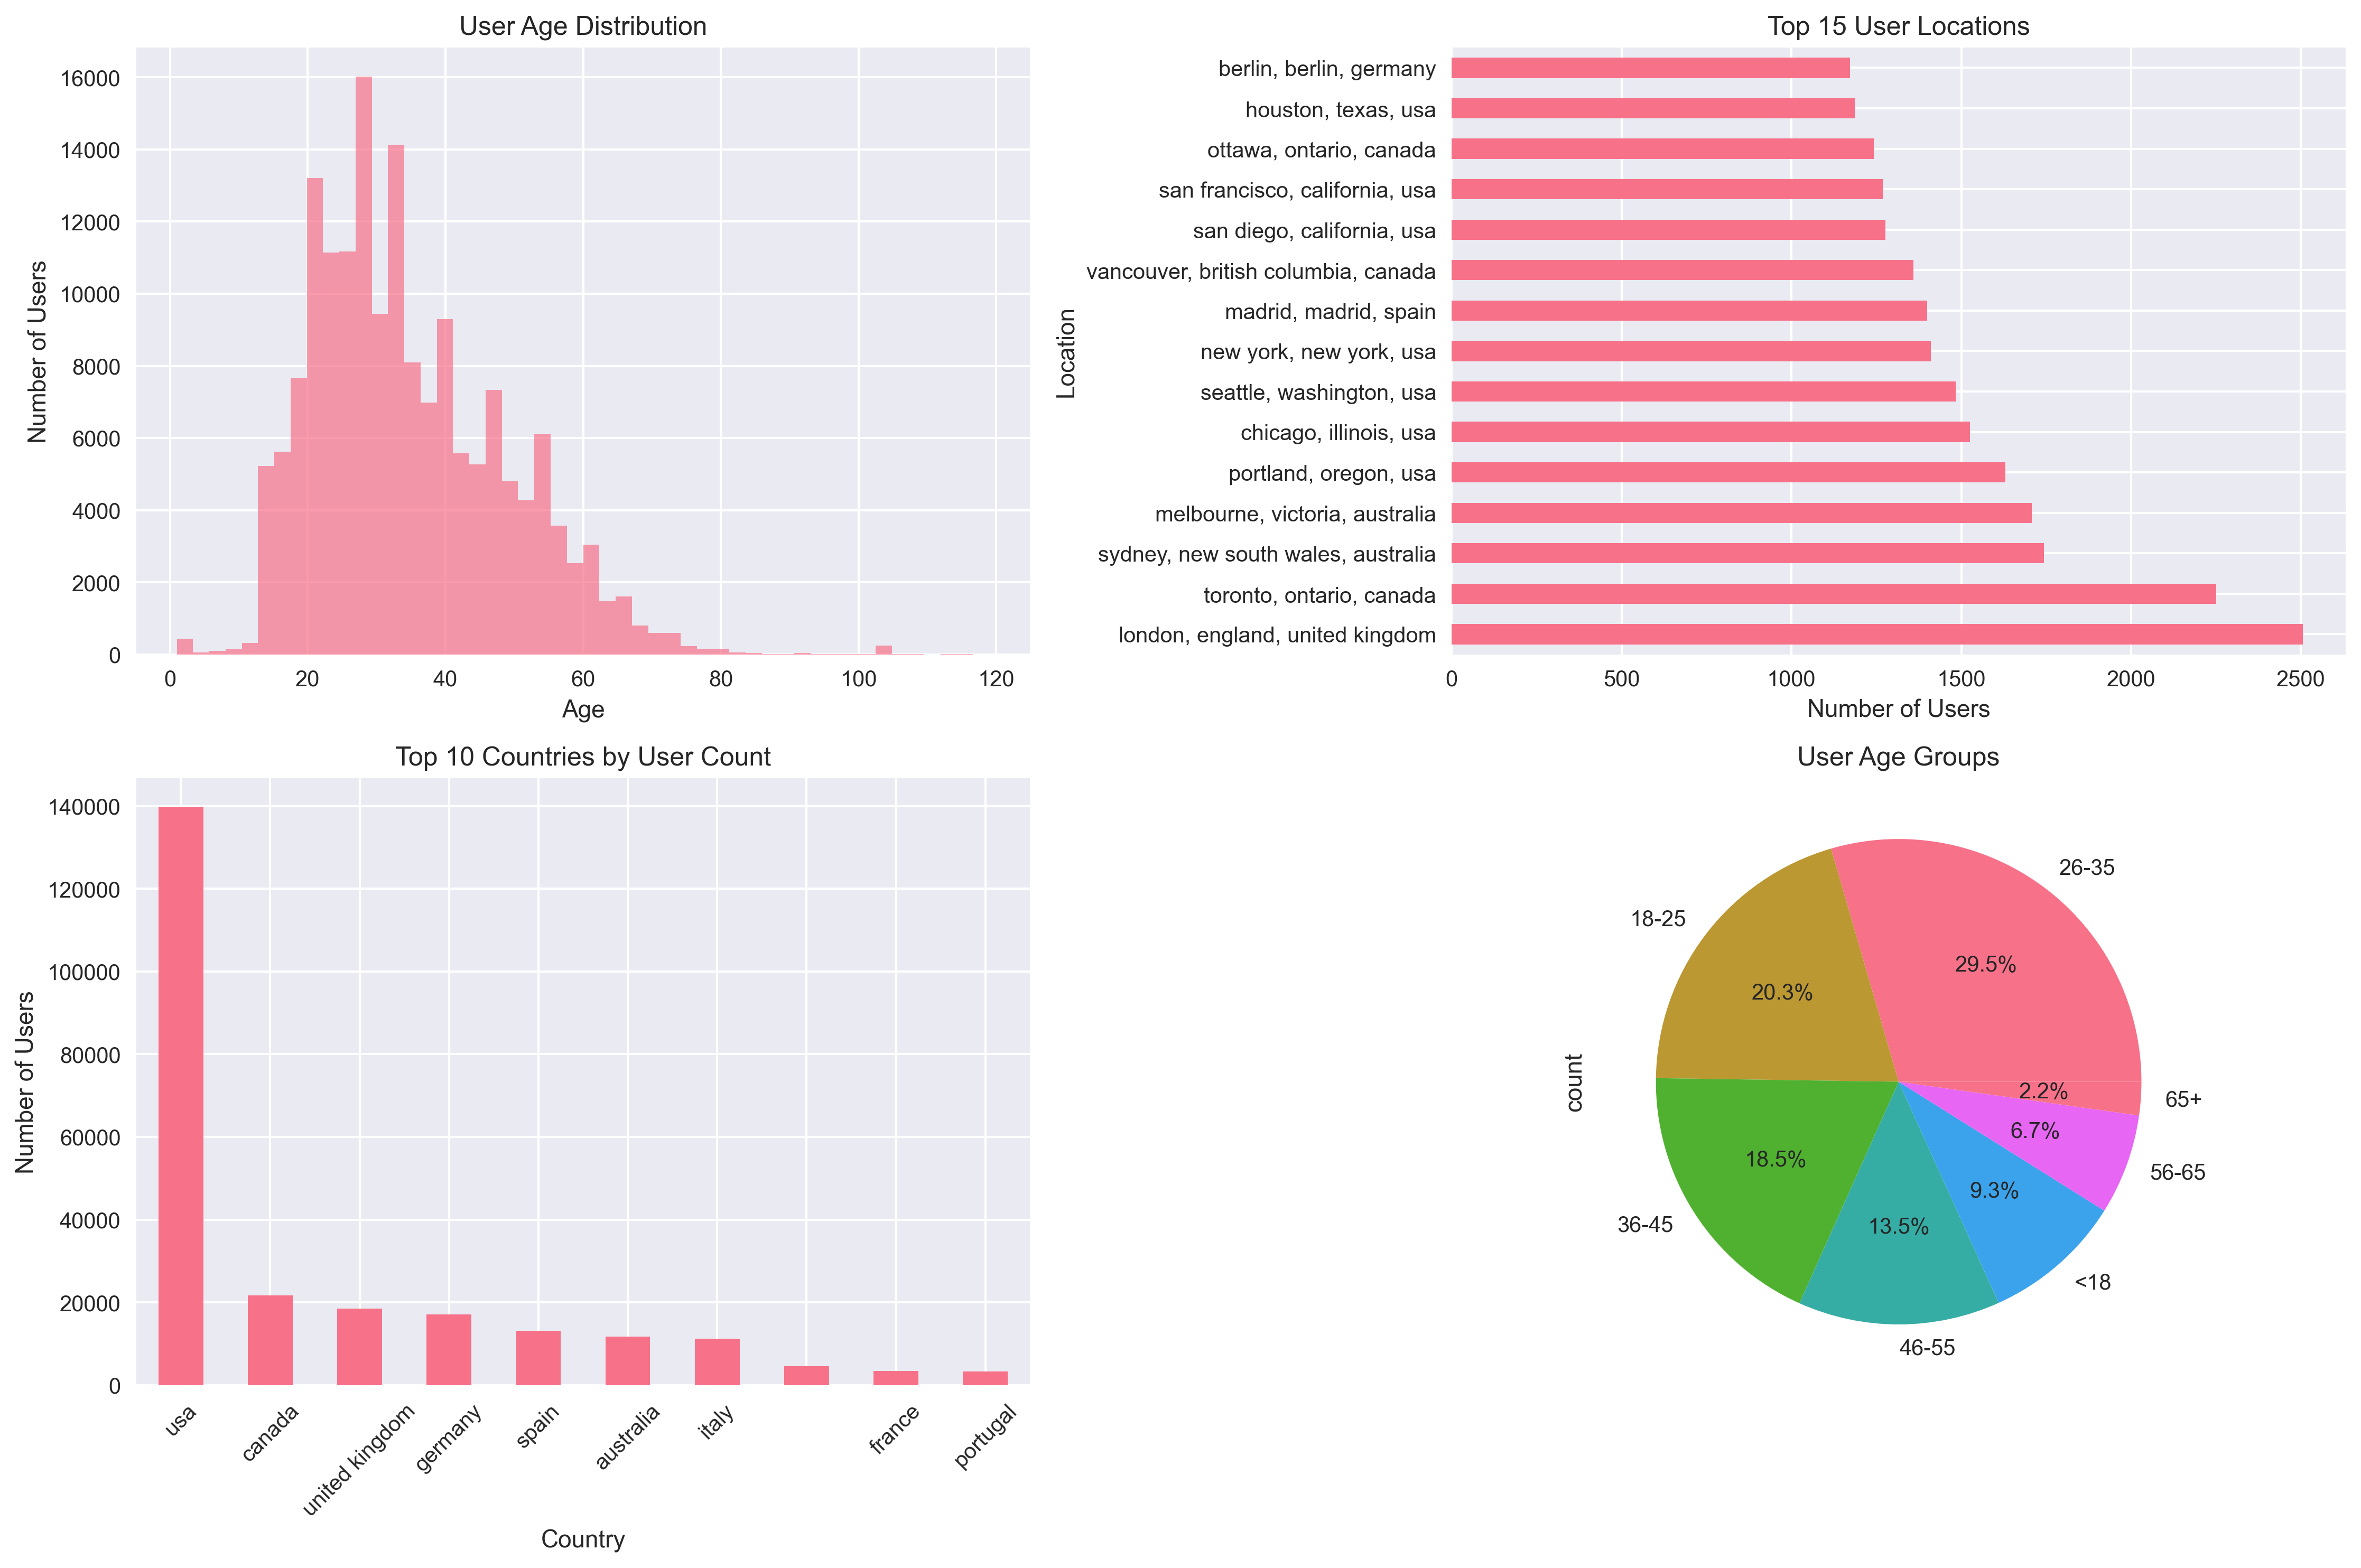 User Age Distribution
16000
14000
12000
10000
8000
6000
4000
2000
0
Number of Users
0 20 40 60 80 100 120
Age
Top 15 User Locations
berlin, berlin, germany
houston, texas, usa
ottawa, ontario, canada
san francisco, california, usa
san diego, california, usa
vancouver, british columbia, canada
madrid, madrid, spain
new york, new york, usa
seattle, washington, usa
chicago, illinois, usa
portland, oregon, usa
melbourne, victoria, australia
sydney, new south wales, australia
toronto, ontario, canada
london, england, united kingdom
Location
0 500 1000 1500 2000 2500
Number of Users
Top 10 Countries by User Count
140000
120000
100000
80000
60000
40000
20000
0
Number of Users
usa
canada
united kingdom
germany
spain
australia
italy
france
portugal
Country
User Age Groups
26-35
29.5%
18-25
20.3%
36-45
18.5%
46-55
13.5%
<18
9.3%
56-65
6.7%
65+
2.2%
count